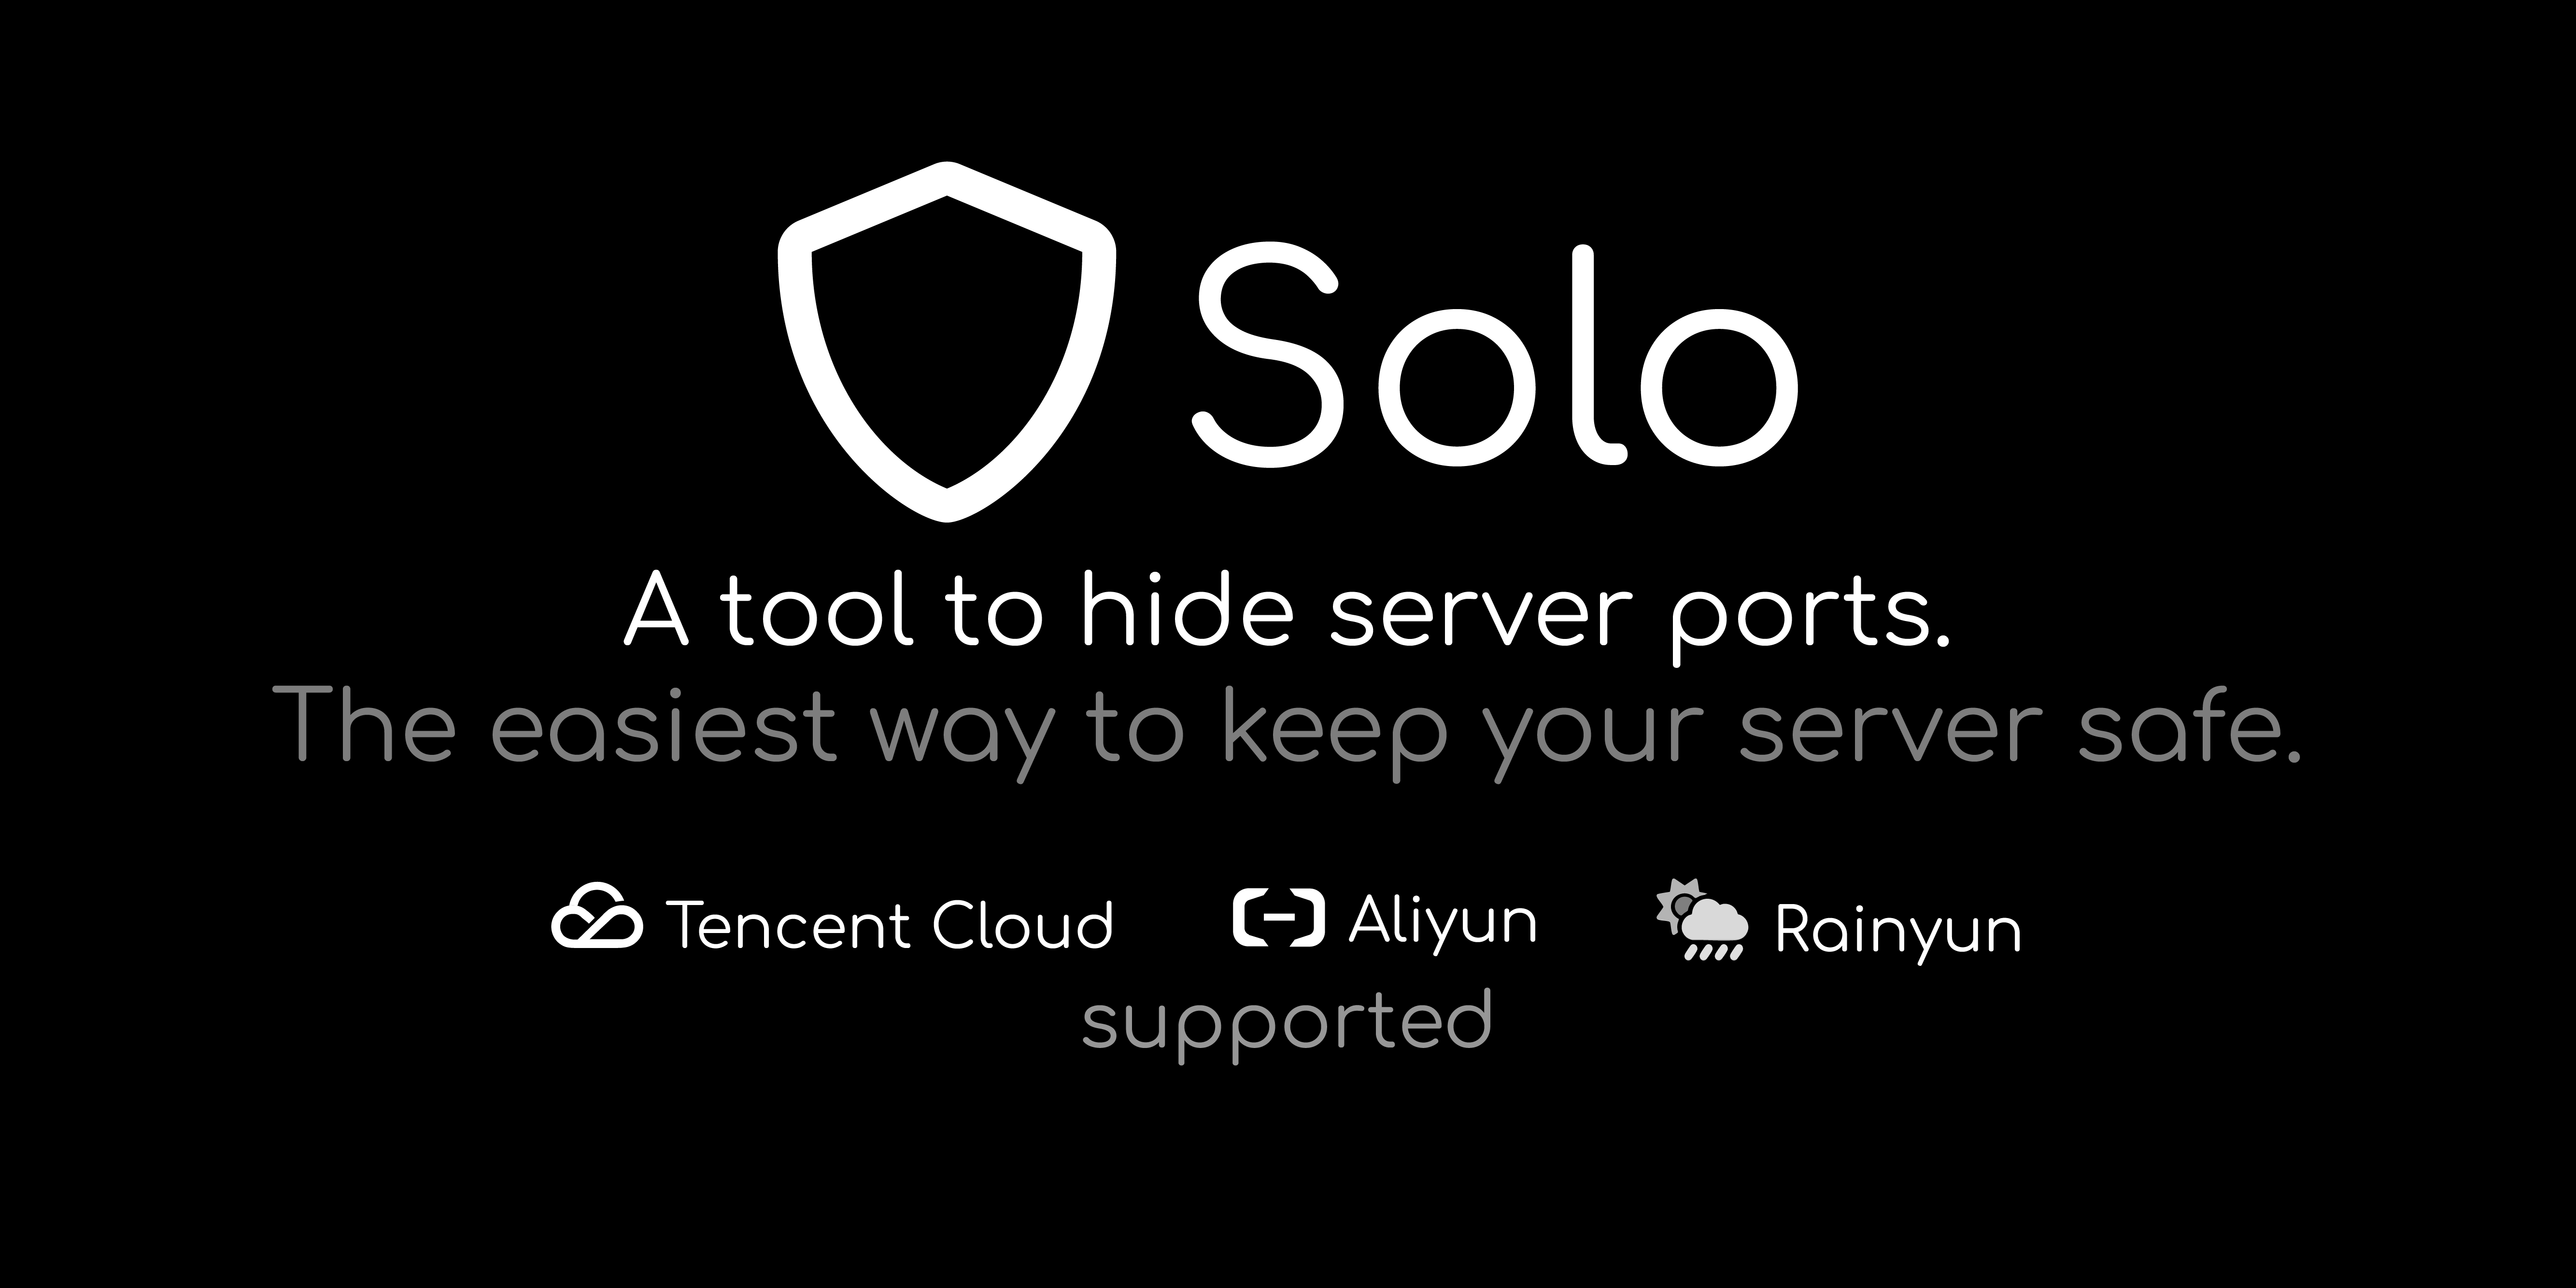 Solo
A tool to hide server ports.
The easiest way to keep your server safe.
Tencent Cloud Aliyun Rainyun
supported